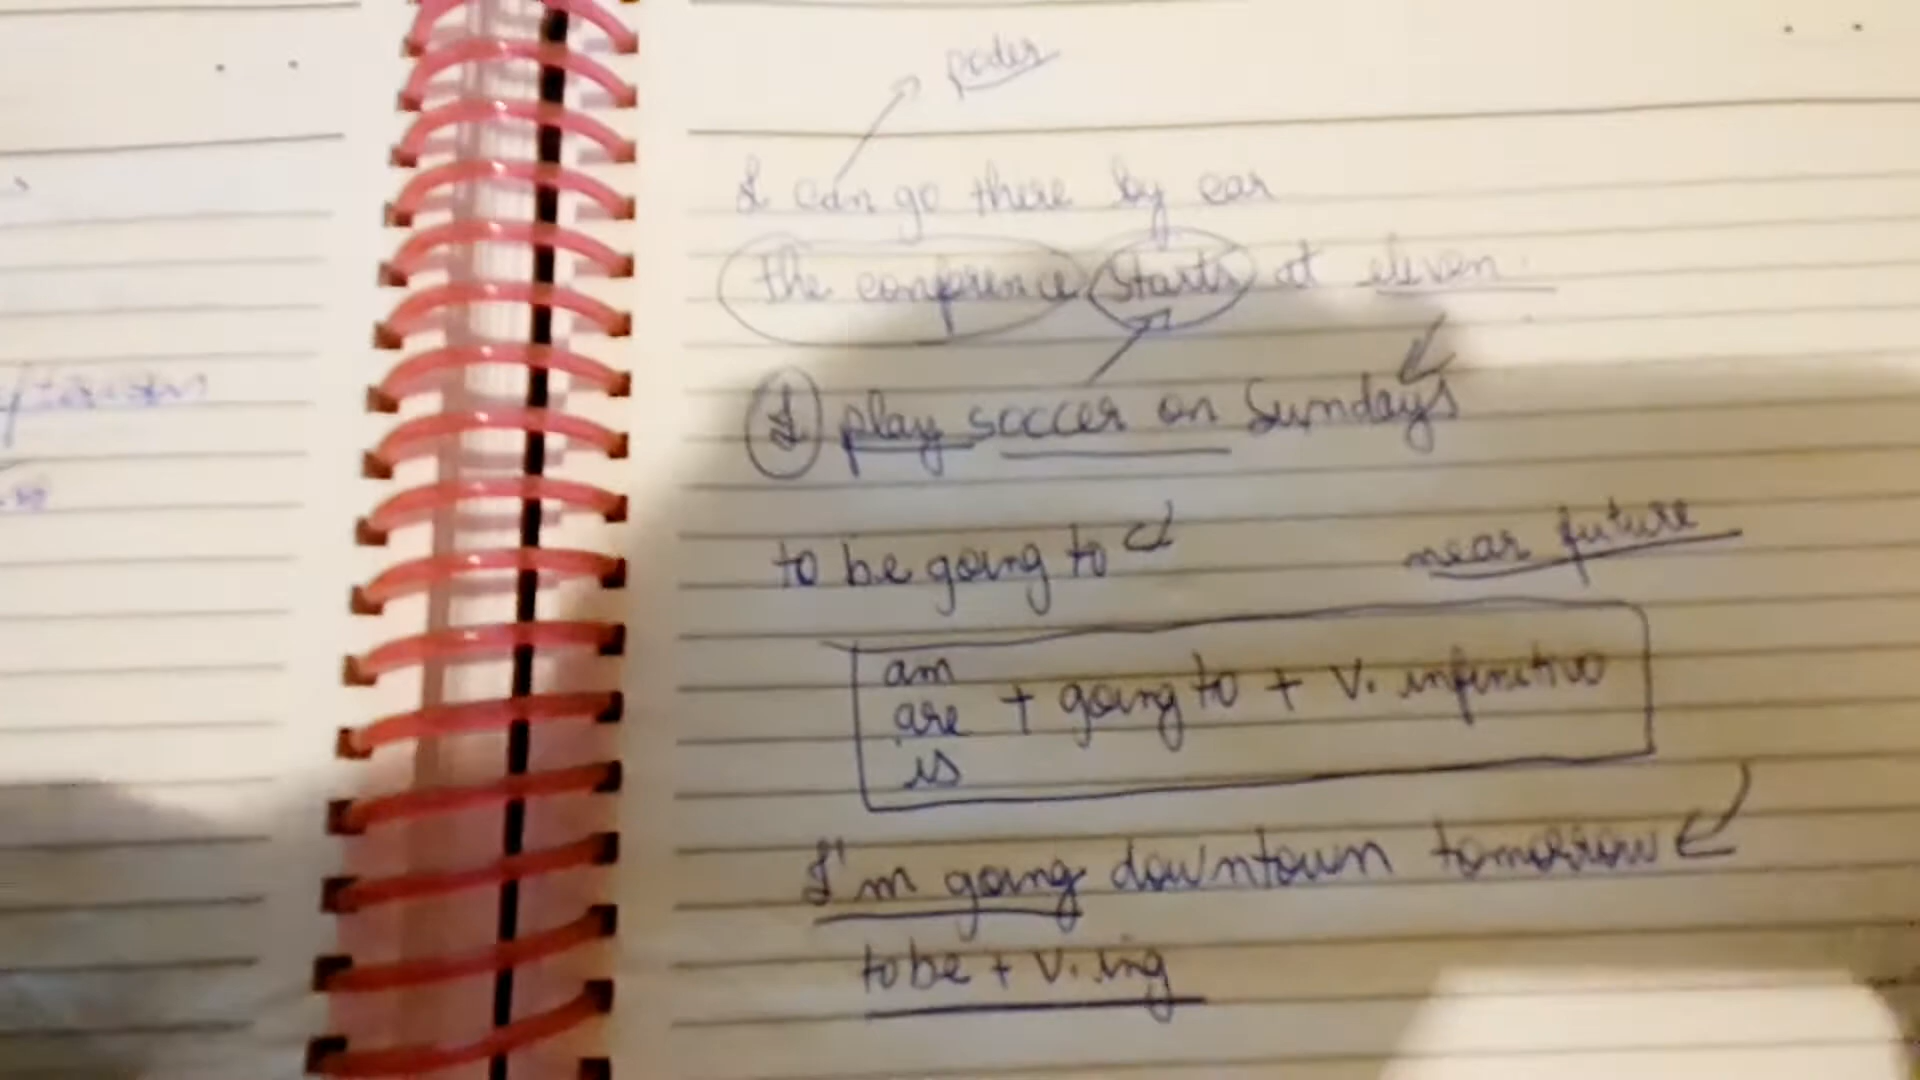 poder
I can go there by car
the conference starts at eleven.
I play soccer on Sundays
to be going to
near future
am
are + going to + V. infinitivo
is
I'm going downtown tomorrow
to be + V. ing